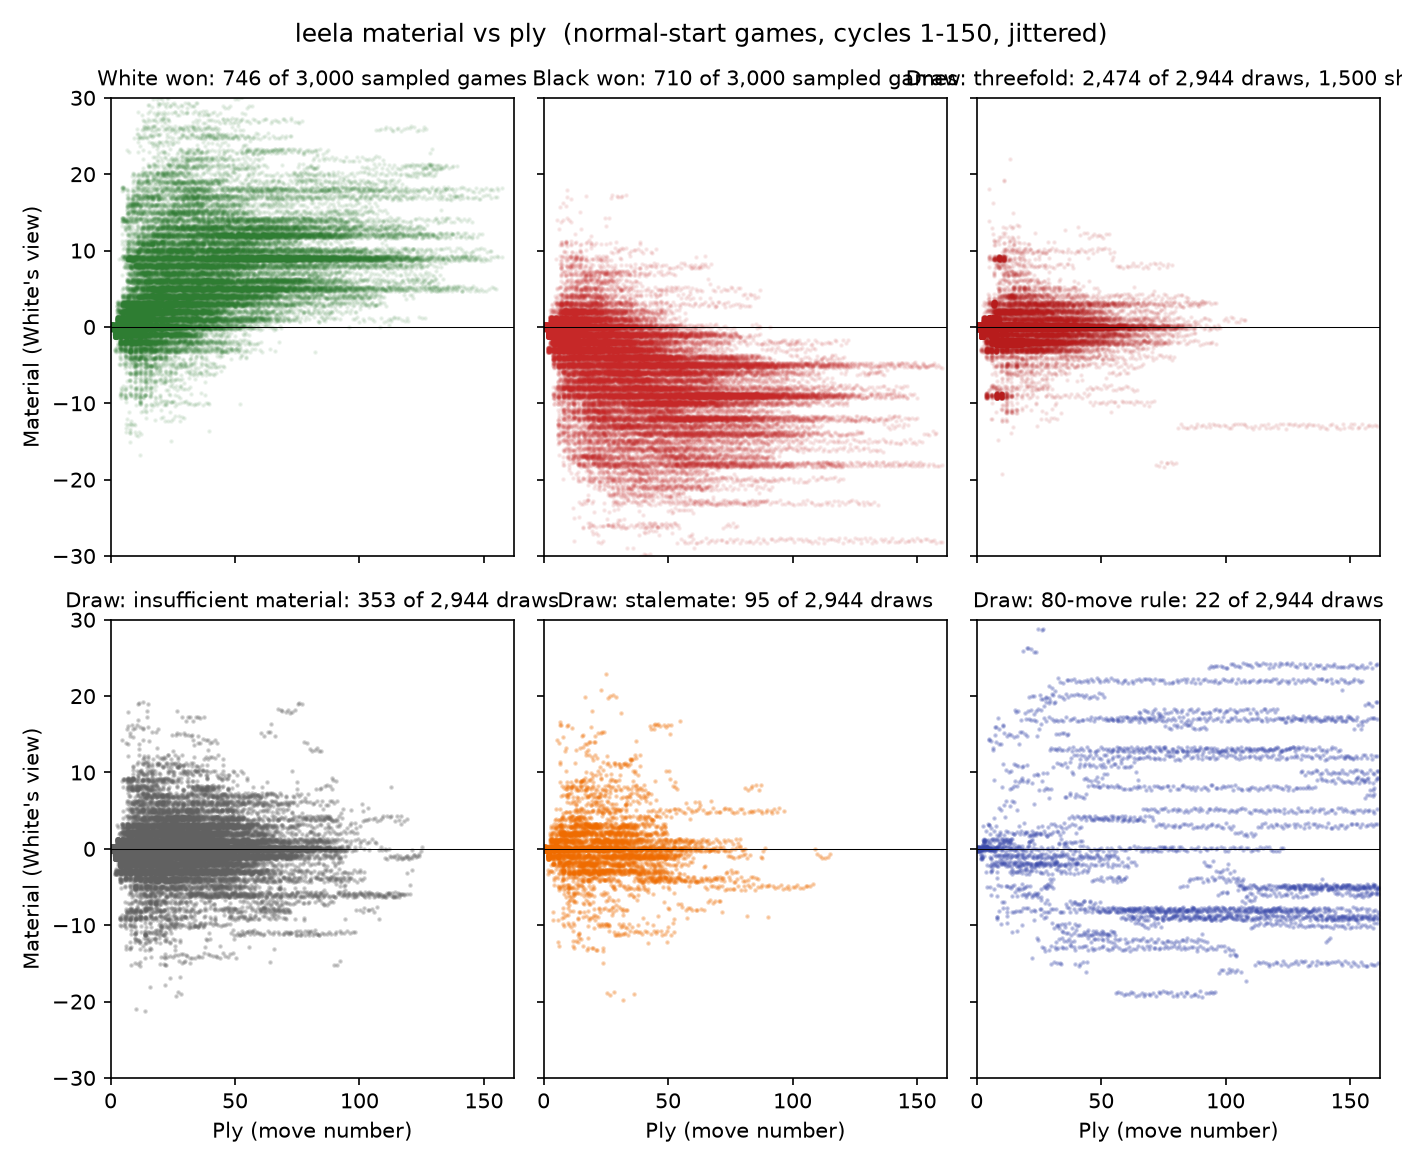 leela material vs ply  (normal-start games, cycles 1-150, jittered)
White won: 746 of 3,000 sampled games
Black won: 710 of 3,000 sampled games
Draw: threefold: 2,474 of 2,944 draws, 1,500 sh
30
20
10
0
−10
−20
−30
Material (White's view)
Draw: insufficient material: 353 of 2,944 draws
Draw: stalemate: 95 of 2,944 draws
Draw: 80-move rule: 22 of 2,944 draws
30
20
10
0
−10
−20
−30
Material (White's view)
0 50 100 150
0 50 100 150
0 50 100 150
Ply (move number)
Ply (move number)
Ply (move number)